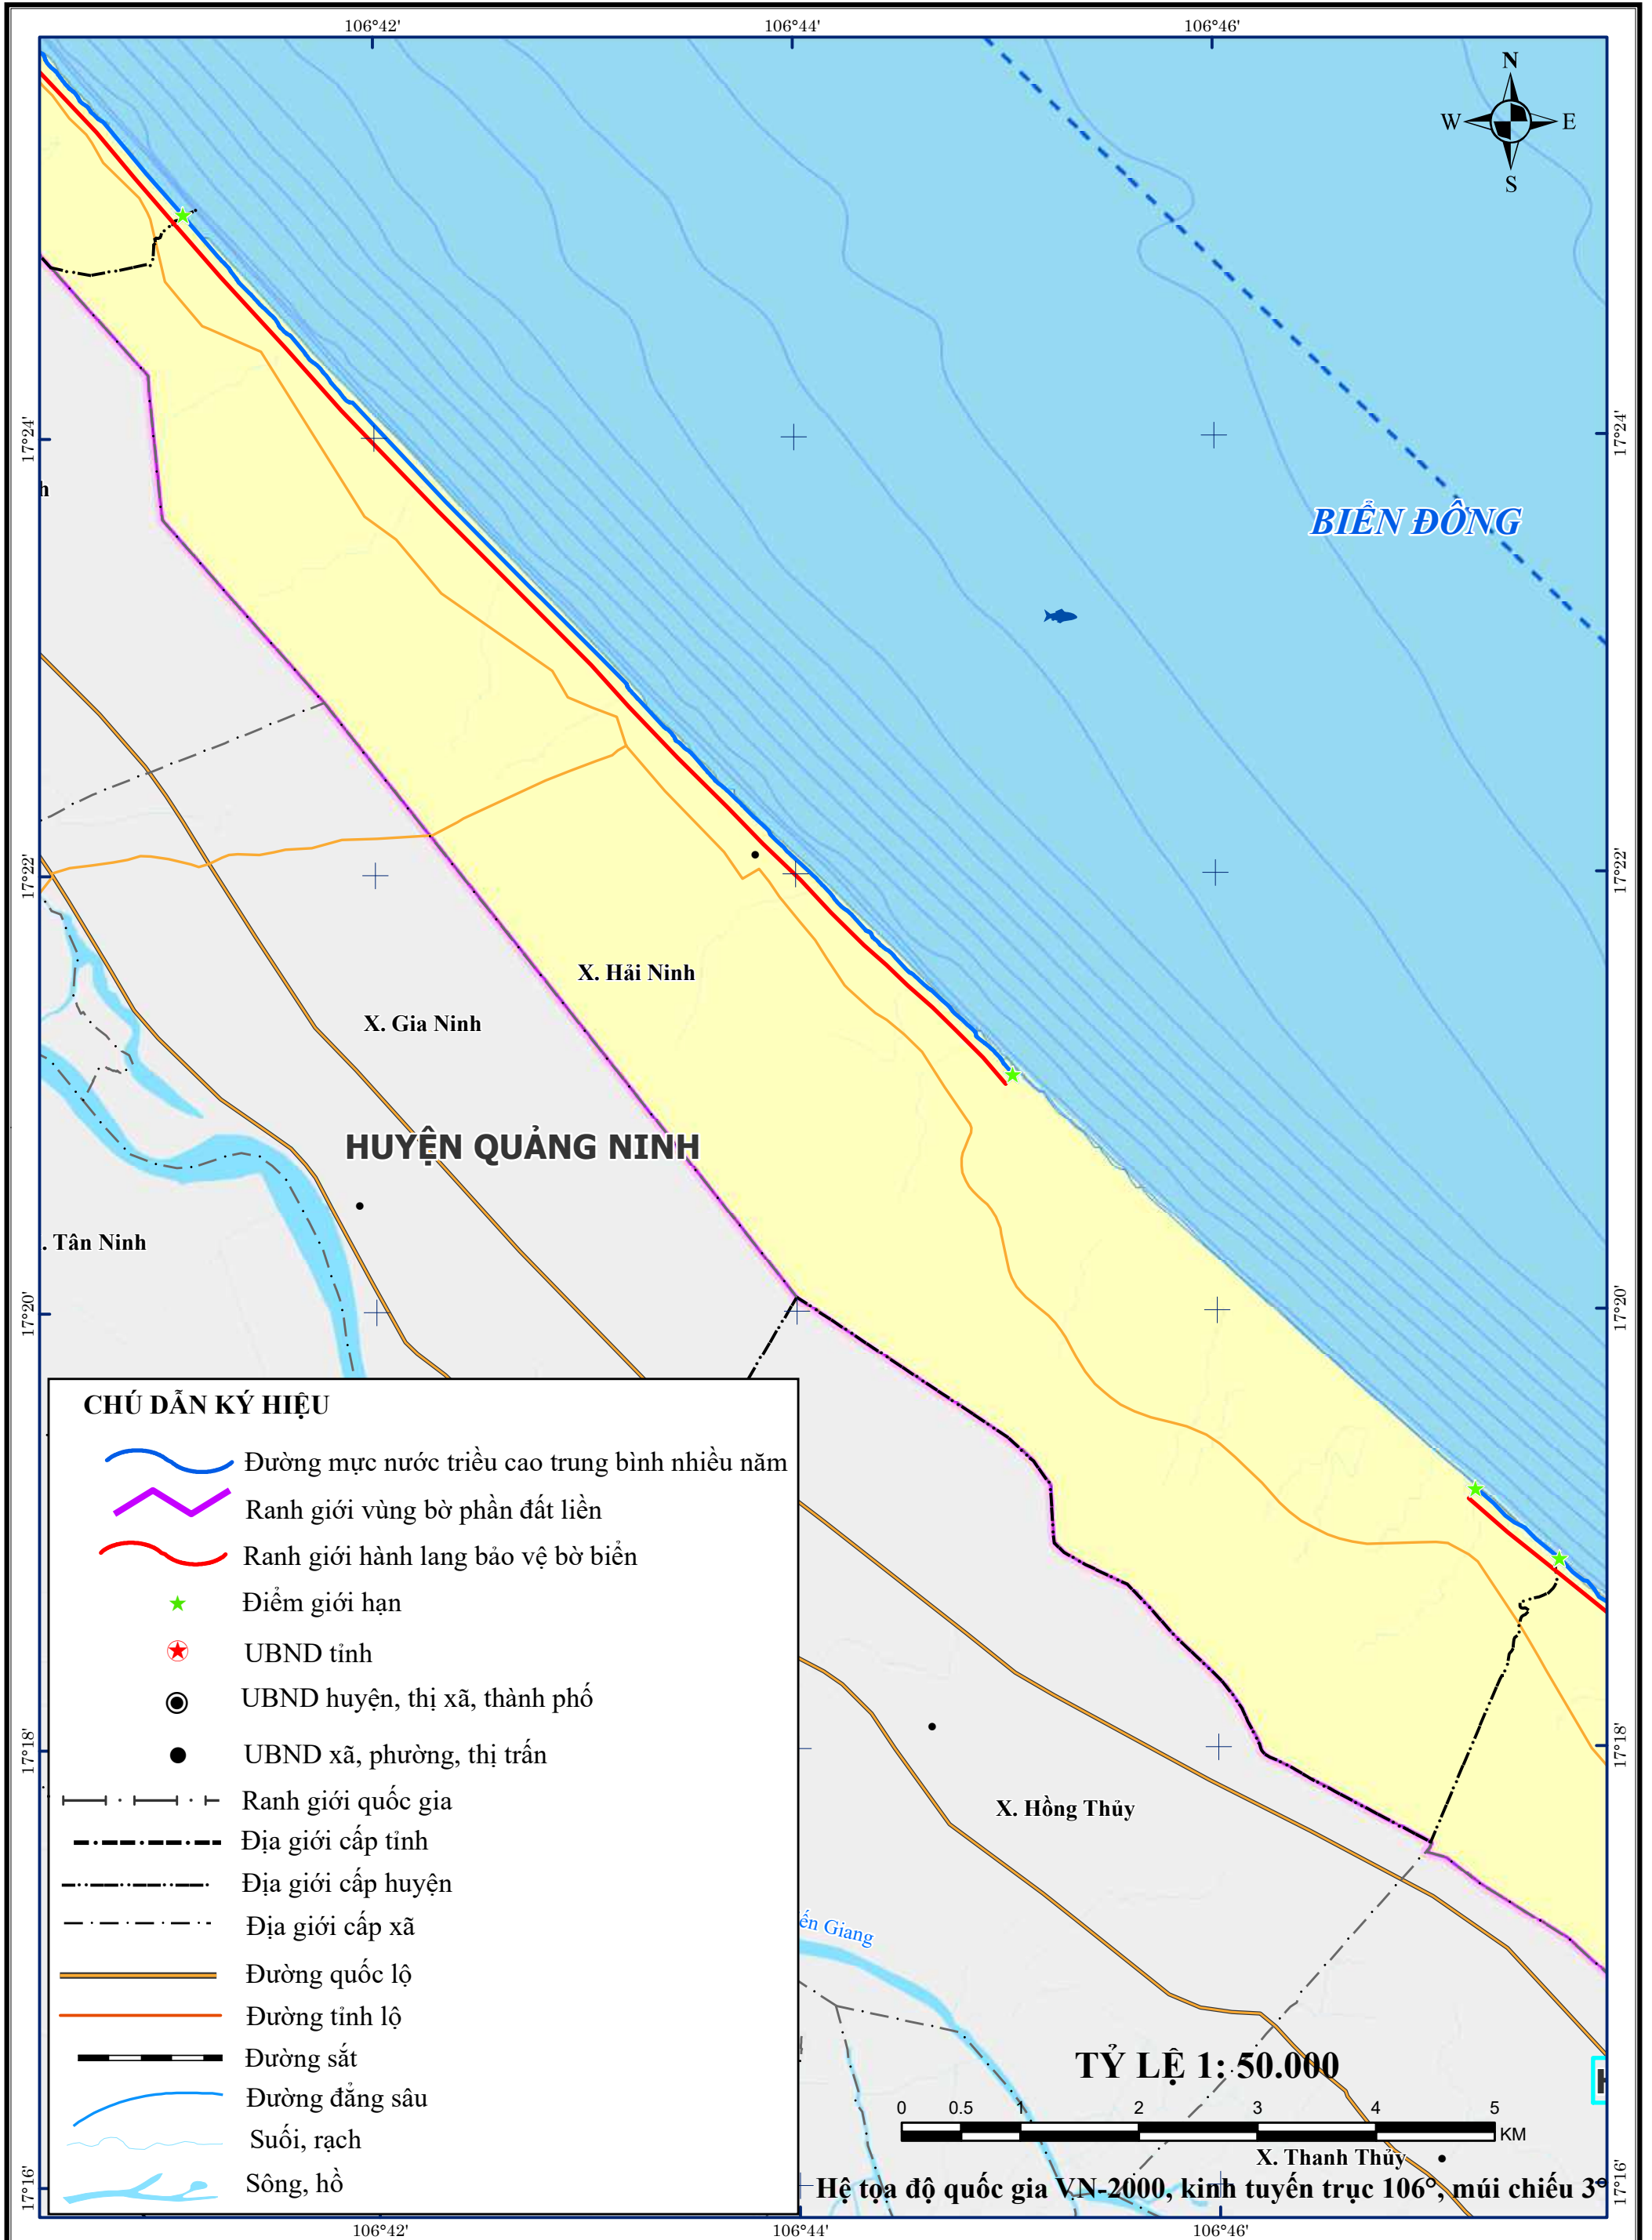 106°42'
106°44'
106°46'
N
W
E
S
17°24'
17°24'
h
BIỂN ĐÔNG
17°22'
17°22'
X. Hải Ninh
X. Gia Ninh
HUYỆN QUẢNG NINH
. Tân Ninh
17°20'
17°20'
CHÚ DẪN KÝ HIỆU
Đường mực nước triều cao trung bình nhiều năm
Ranh giới vùng bờ phần đất liền
Ranh giới hành lang bảo vệ bờ biển
Điểm giới hạn
UBND tỉnh
UBND huyện, thị xã, thành phố
UBND xã, phường, thị trấn
Ranh giới quốc gia
Địa giới cấp tỉnh
Địa giới cấp huyện
Địa giới cấp xã
Đường quốc lộ
Đường tỉnh lộ
Đường sắt
Đường đẳng sâu
Suối, rạch
Sông, hồ
17°18'
17°18'
X. Hồng Thủy
ến Giang
TỶ LỆ 1: 50.000
0 0.5 1 2 3 4 5
KM
X. Thanh Thủy
Hệ tọa độ quốc gia VN-2000, kinh tuyến trục 106°, múi chiếu 3°
17°16'
17°16'
106°42'
106°44'
106°46'